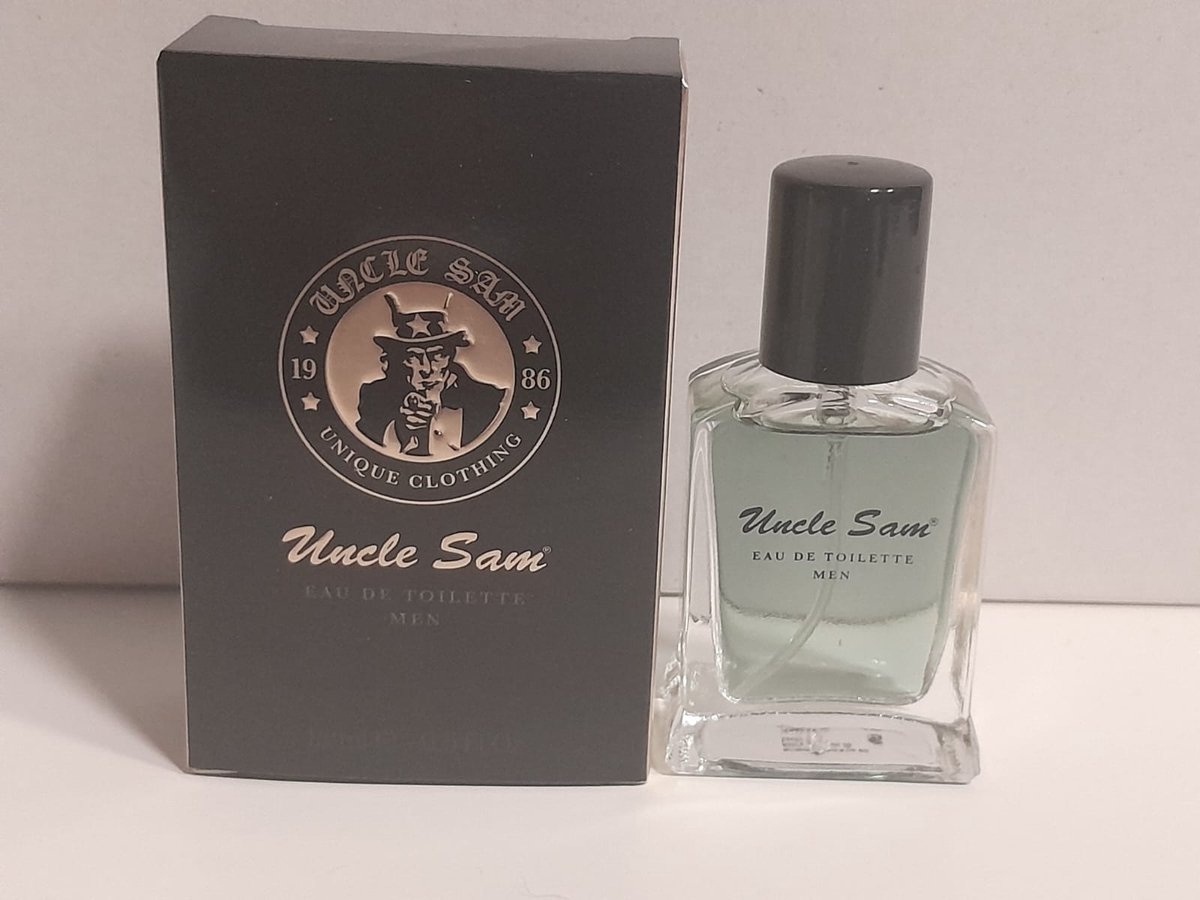 UNCLE SAM
19 86
UNIQUE CLOTHING
Uncle Sam®
EAU DE TOILETTE
MEN
Uncle Sam®
EAU DE TOILETTE
MEN